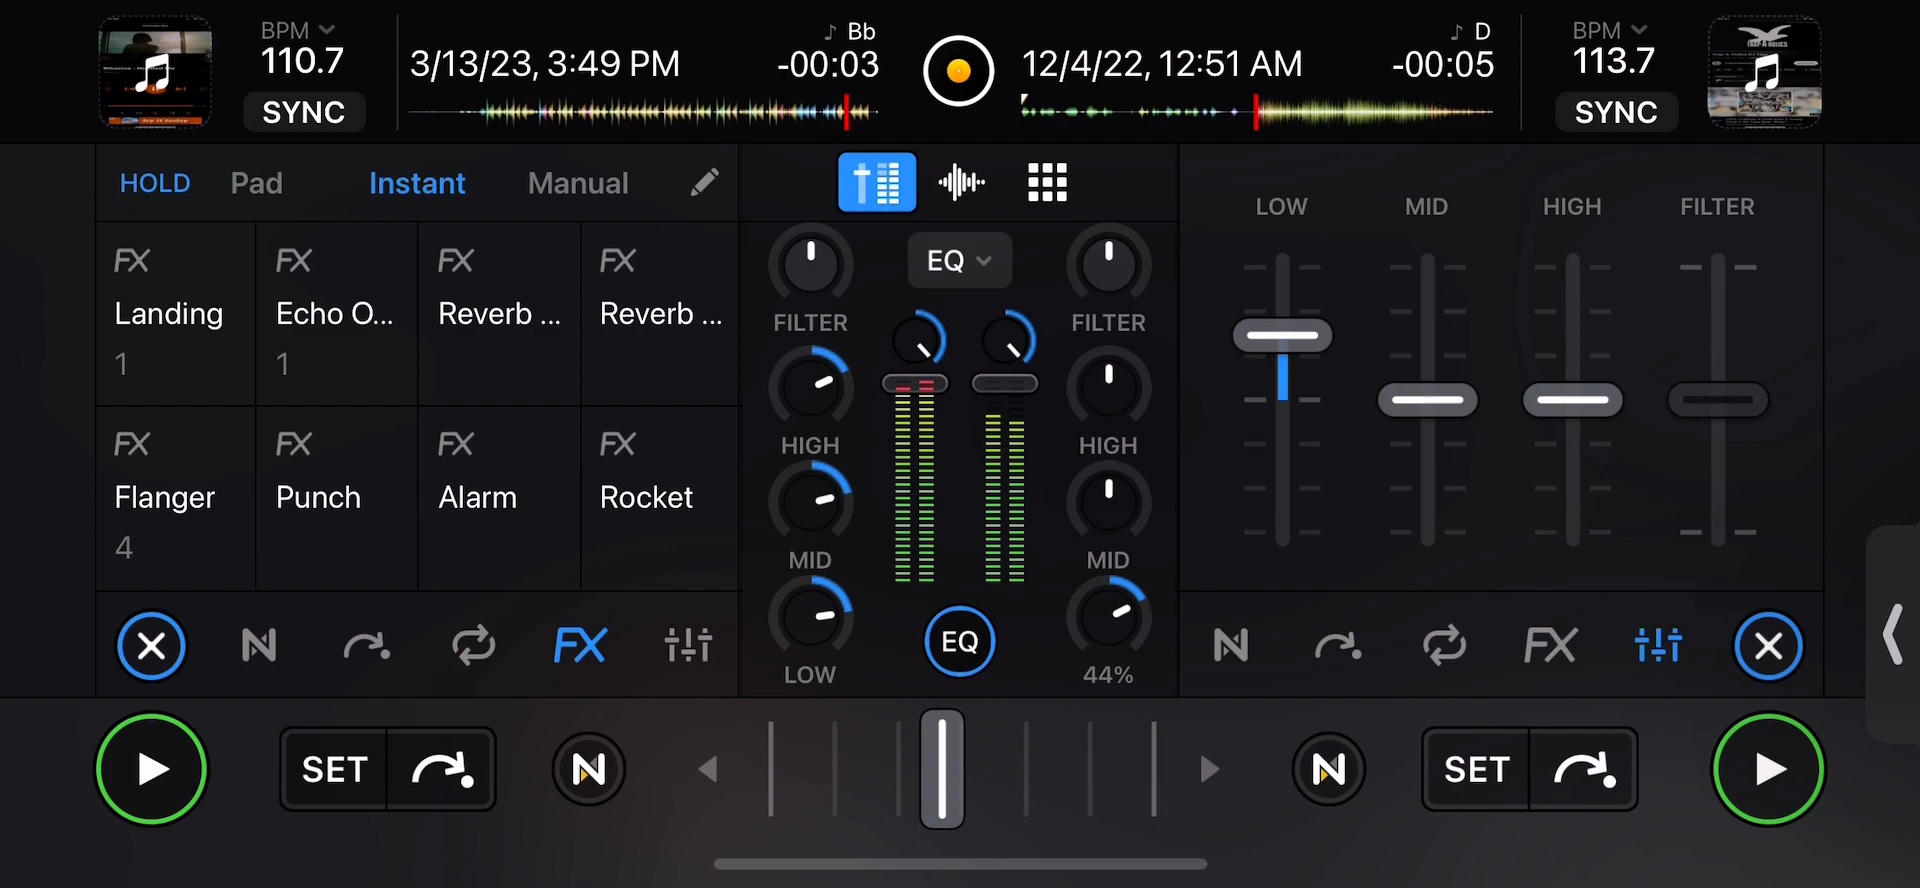 BPM
110.7
SYNC
3/13/23, 3:49 PM
Bb
-00:03
12/4/22, 12:51 AM
D
-00:05
BPM
113.7
SYNC
HOLD Pad Instant Manual
FX
Landing
1
FX
Echo O...
1
FX
Reverb ...
FX
Reverb ...
FX
Flanger
4
FX
Punch
FX
Alarm
FX
Rocket
FX
EQ
FILTER
HIGH
MID
LOW
FILTER
HIGH
MID
44%
EQ
LOW MID HIGH FILTER
FX
SET
SET